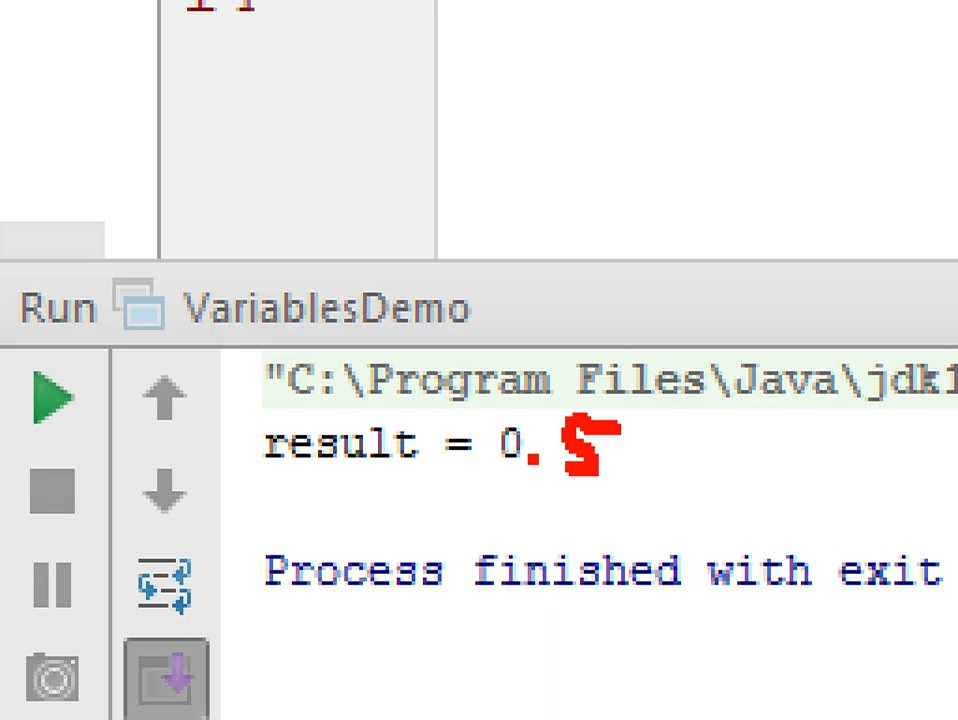 Run VariablesDemo
"C:\Program Files\Java\jdk1
result = 0.5
Process finished with exit